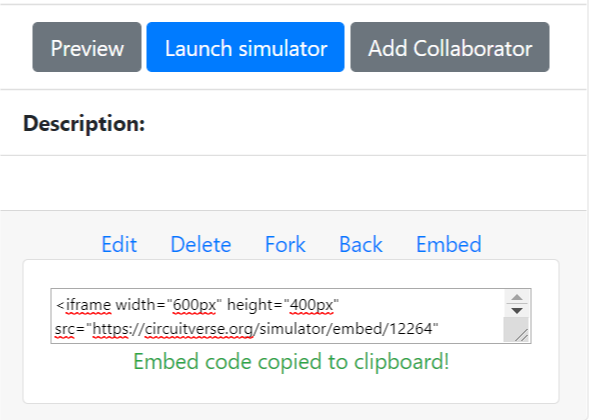 Preview Launch simulator Add Collaborator
Description:
Edit Delete Fork Back Embed
<iframe width="600px" height="400px"
src="https://circuitverse.org/simulator/embed/12264"
Embed code copied to clipboard!